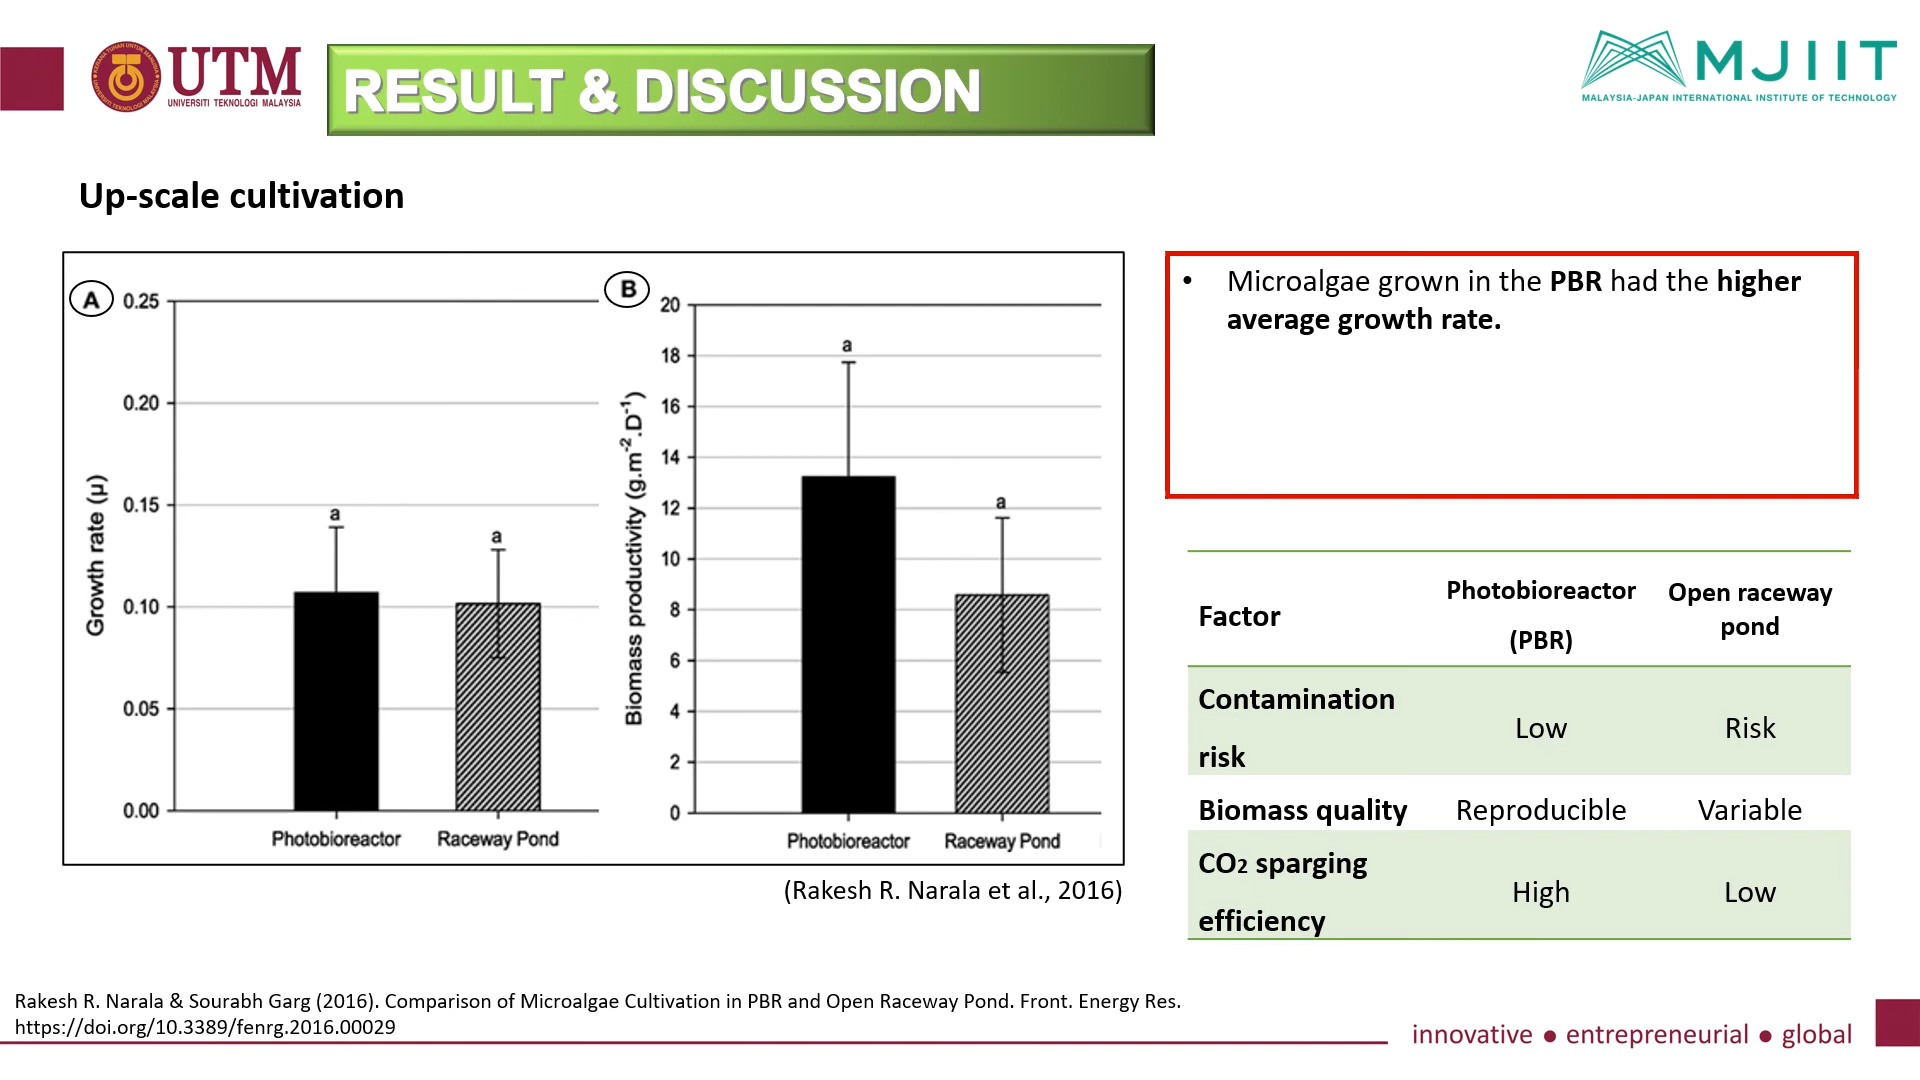 UTM
UNIVERSITI TEKNOLOGI MALAYSIA
RESULT & DISCUSSION
MJIIT
MALAYSIA-JAPAN INTERNATIONAL INSTITUTE OF TECHNOLOGY
Up-scale cultivation
A
0.25
0.20
0.15
0.10
0.05
0.00
Growth rate (µ)
a
a
Photobioreactor
Raceway Pond
B
20
18
16
14
12
10
8
6
4
2
0
Biomass productivity (g.m-2.D-1)
a
a
Photobioreactor
Raceway Pond
(Rakesh R. Narala et al., 2016)
• Microalgae grown in the PBR had the higher
average growth rate.
Factor Photobioreactor (PBR) Open raceway pond
Contamination risk Low Risk
Biomass quality Reproducible Variable
CO2 sparging efficiency High Low
Rakesh R. Narala & Sourabh Garg (2016). Comparison of Microalgae Cultivation in PBR and Open Raceway Pond. Front. Energy Res.
https://doi.org/10.3389/fenrg.2016.00029
innovative ● entrepreneurial ● global